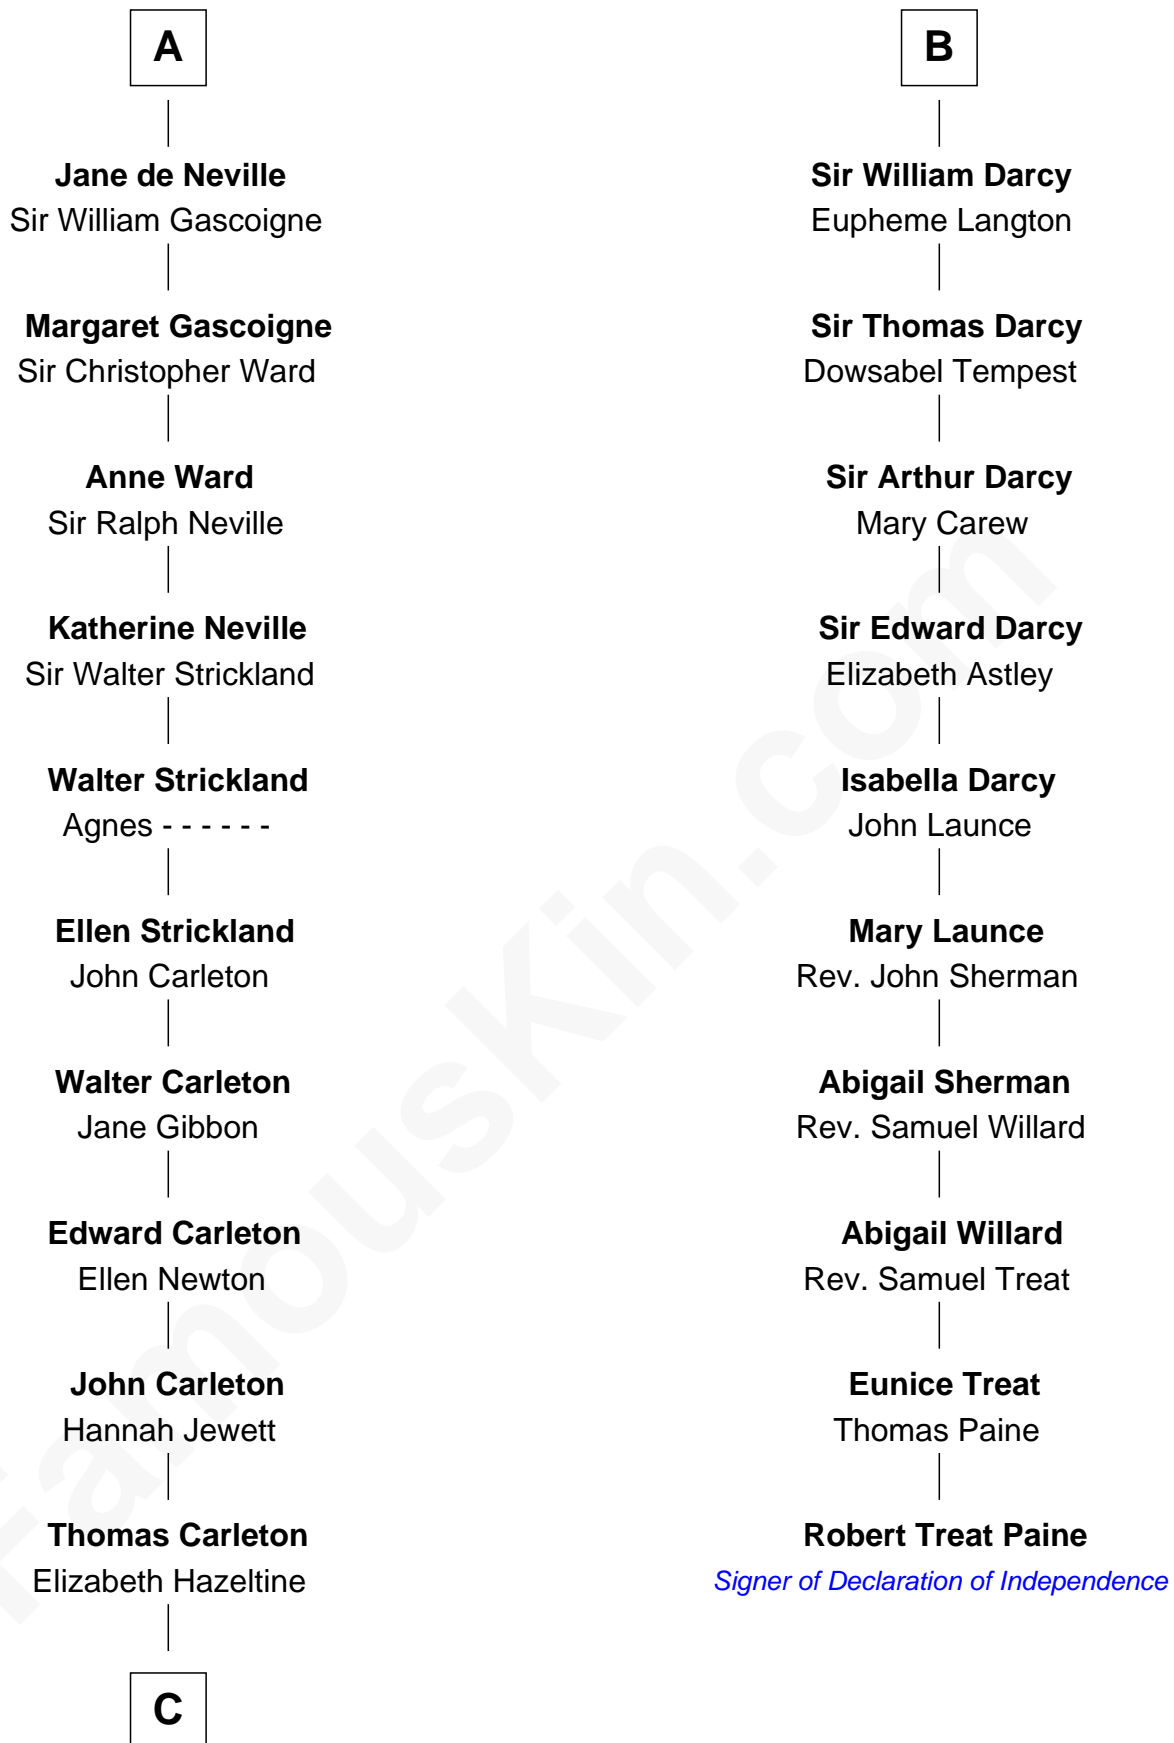 A
Jane de Neville
Sir William Gascoigne
Margaret Gascoigne
Sir Christopher Ward
Anne Ward
Sir Ralph Neville
Katherine Neville
Sir Walter Strickland
Walter Strickland
Agnes - - - - - -
Ellen Strickland
John Carleton
Walter Carleton
Jane Gibbon
Edward Carleton
Ellen Newton
John Carleton
Hannah Jewett
Thomas Carleton
Elizabeth Hazeltine
C
B
Sir William Darcy
Eupheme Langton
Sir Thomas Darcy
Dowsabel Tempest
Sir Arthur Darcy
Mary Carew
Sir Edward Darcy
Elizabeth Astley
Isabella Darcy
John Launce
Mary Launce
Rev. John Sherman
Abigail Sherman
Rev. Samuel Willard
Abigail Willard
Rev. Samuel Treat
Eunice Treat
Thomas Paine
Robert Treat Paine
Signer of Declaration of Independence
FamousKin.com